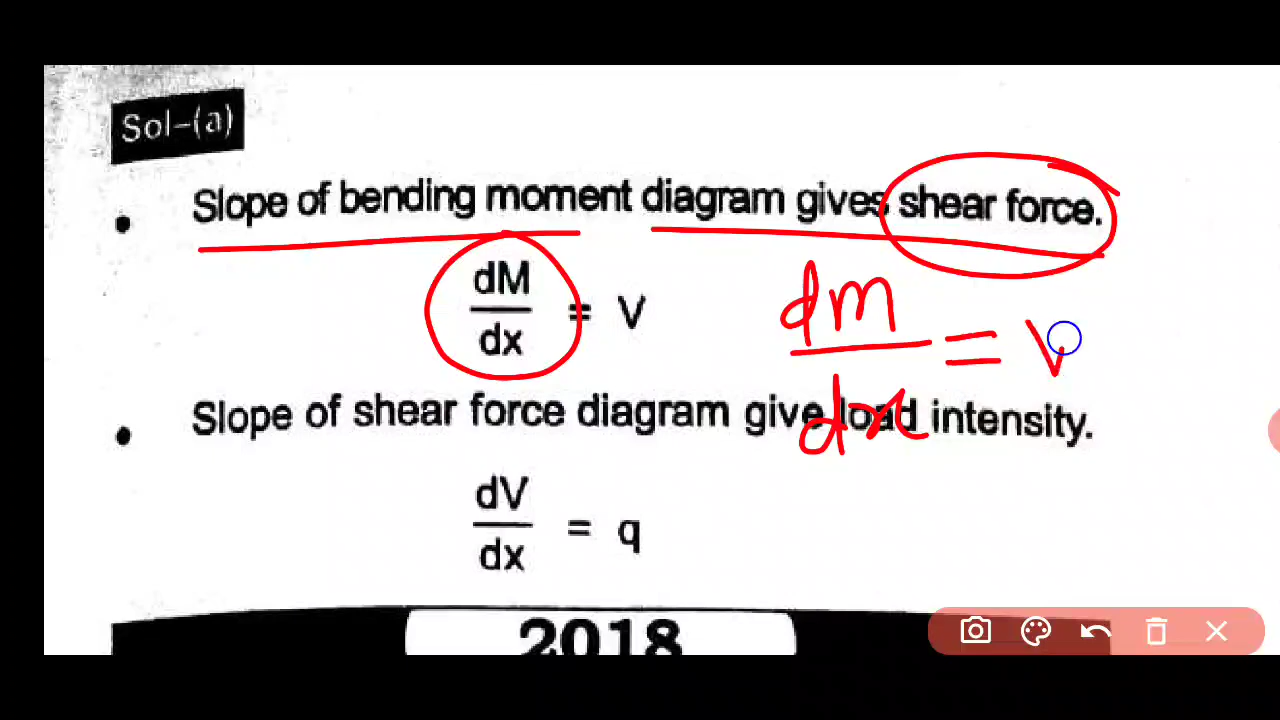 Sol-(a)
• Slope of bending moment diagram gives shear force.
dM
dx = V
dm
dx = V
• Slope of shear force diagram give load intensity.
dV
dx = q
2018